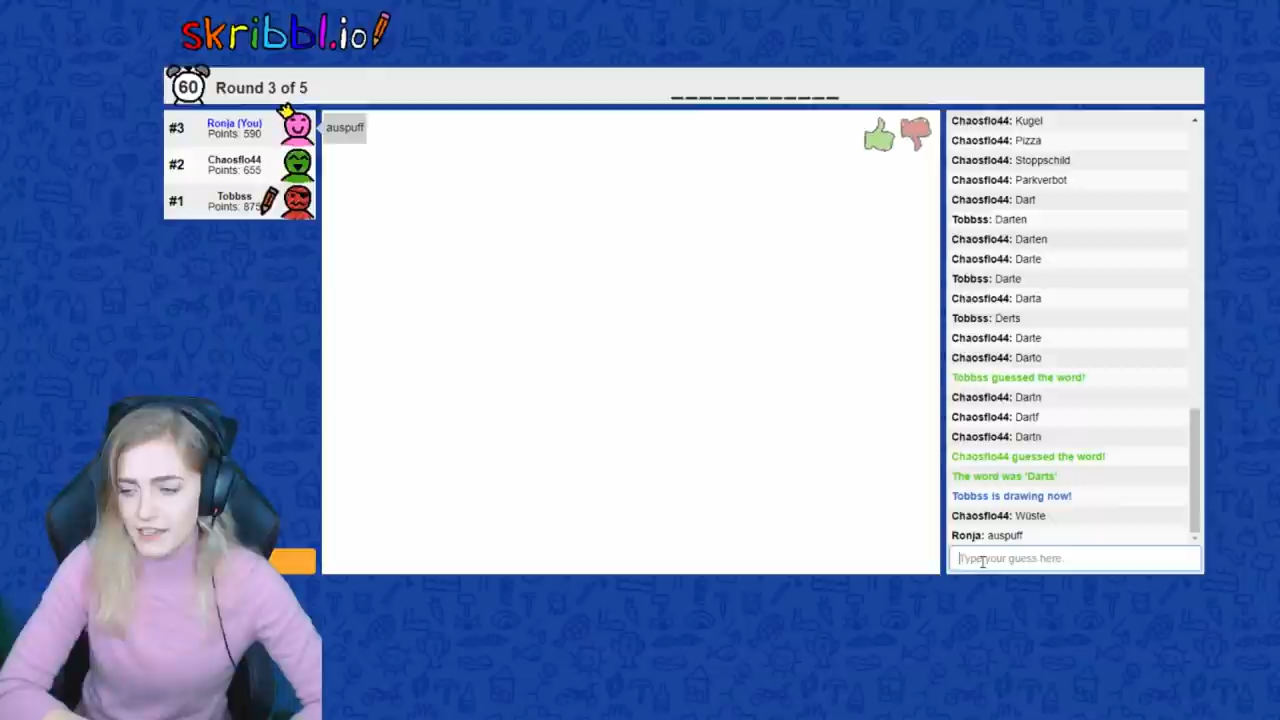 skribbl.io
60
Round 3 of 5
____________
#3
Ronja (You)
Points: 590
#2
Chaosflo44
Points: 655
#1
Tobbss
Points: 875
auspuff
Chaosflo44: Kugel
Chaosflo44: Pizza
Chaosflo44: Stoppschild
Chaosflo44: Parkverbot
Chaosflo44: Dart
Tobbss: Darten
Chaosflo44: Darten
Chaosflo44: Darte
Tobbss: Darte
Chaosflo44: Darta
Tobbss: Derts
Chaosflo44: Darte
Chaosflo44: Darto
Tobbss guessed the word!
Chaosflo44: Dartn
Chaosflo44: Dartf
Chaosflo44: Dartn
Chaosflo44 guessed the word!
The word was 'Darts'
Tobbss is drawing now!
Chaosflo44: Wüste
Ronja: auspuff
Type your guess here...